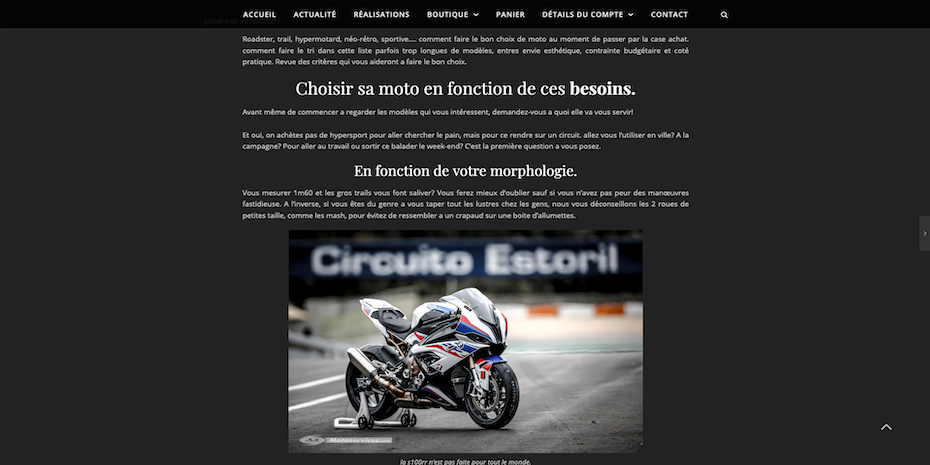 ACCUEIL ACTUALITÉ RÉALISATIONS BOUTIQUE PANIER DÉTAILS DU COMPTE CONTACT
Roadster, trail, hypermotard, néo-rétro, sportive.... comment faire le bon choix de moto au moment de passer par la case achat.
comment faire le tri dans cette liste parfois trop longues de modèles, entres envie esthétique, contrainte budgétaire et coté
pratique. Revue des critères qui vous aideront a faire le bon choix.
Choisir sa moto en fonction de ces besoins.
Avant même de commencer a regarder les modèles qui vous intéressent, demandez-vous a quoi elle va vous servir!
Et oui, on achètes pas de hypersport pour aller chercher le pain, mais pour ce rendre sur un circuit. allez vous l'utiliser en ville? A la
campagne? Pour aller au travail ou sortir ce balader le week-end? C'est la première question a vous posez.
En fonction de votre morphologie.
Vous mesurer 1m60 et les gros trails vous font saliver? Vous ferez mieux d'oublier sauf si vous n'avez pas peur des manœuvres
fastidieuse. A l'inverse, si vous êtes du genre a vous taper tout les lustres chez les gens, nous vous déconseillons les 2 roues de
petites taille, comme les mash, pour évitez de ressembler a un crapaud sur une boite d'allumettes.
Circuito Estoril
Motoservices.com
la s100rr n'est pas faite pour tout le monde.